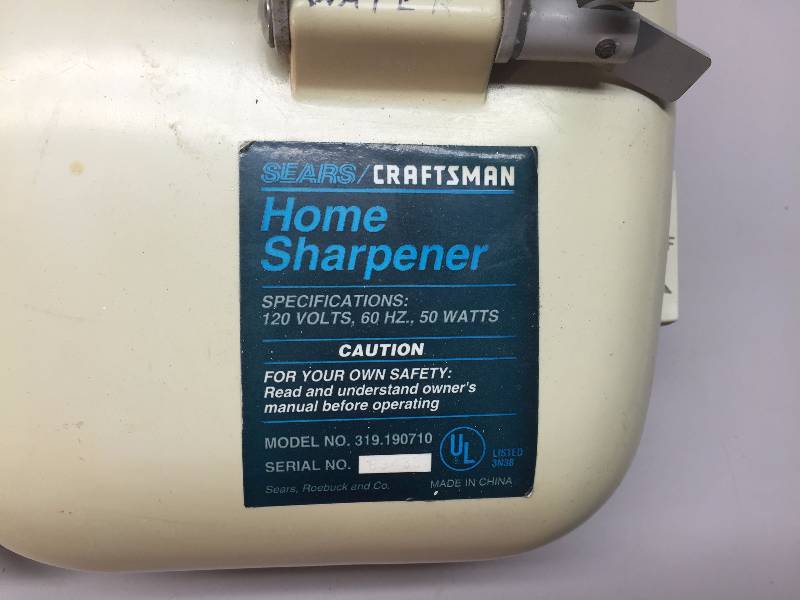 WATER
SEARS/CRAFTSMAN
Home
Sharpener
SPECIFICATIONS:
120 VOLTS, 60 HZ., 50 WATTS
CAUTION
FOR YOUR OWN SAFETY:
Read and understand owner's
manual before operating
MODEL NO. 319.190710
SERIAL NO.
UL
LISTED
3N38
Sears, Roebuck and Co.
MADE IN CHINA